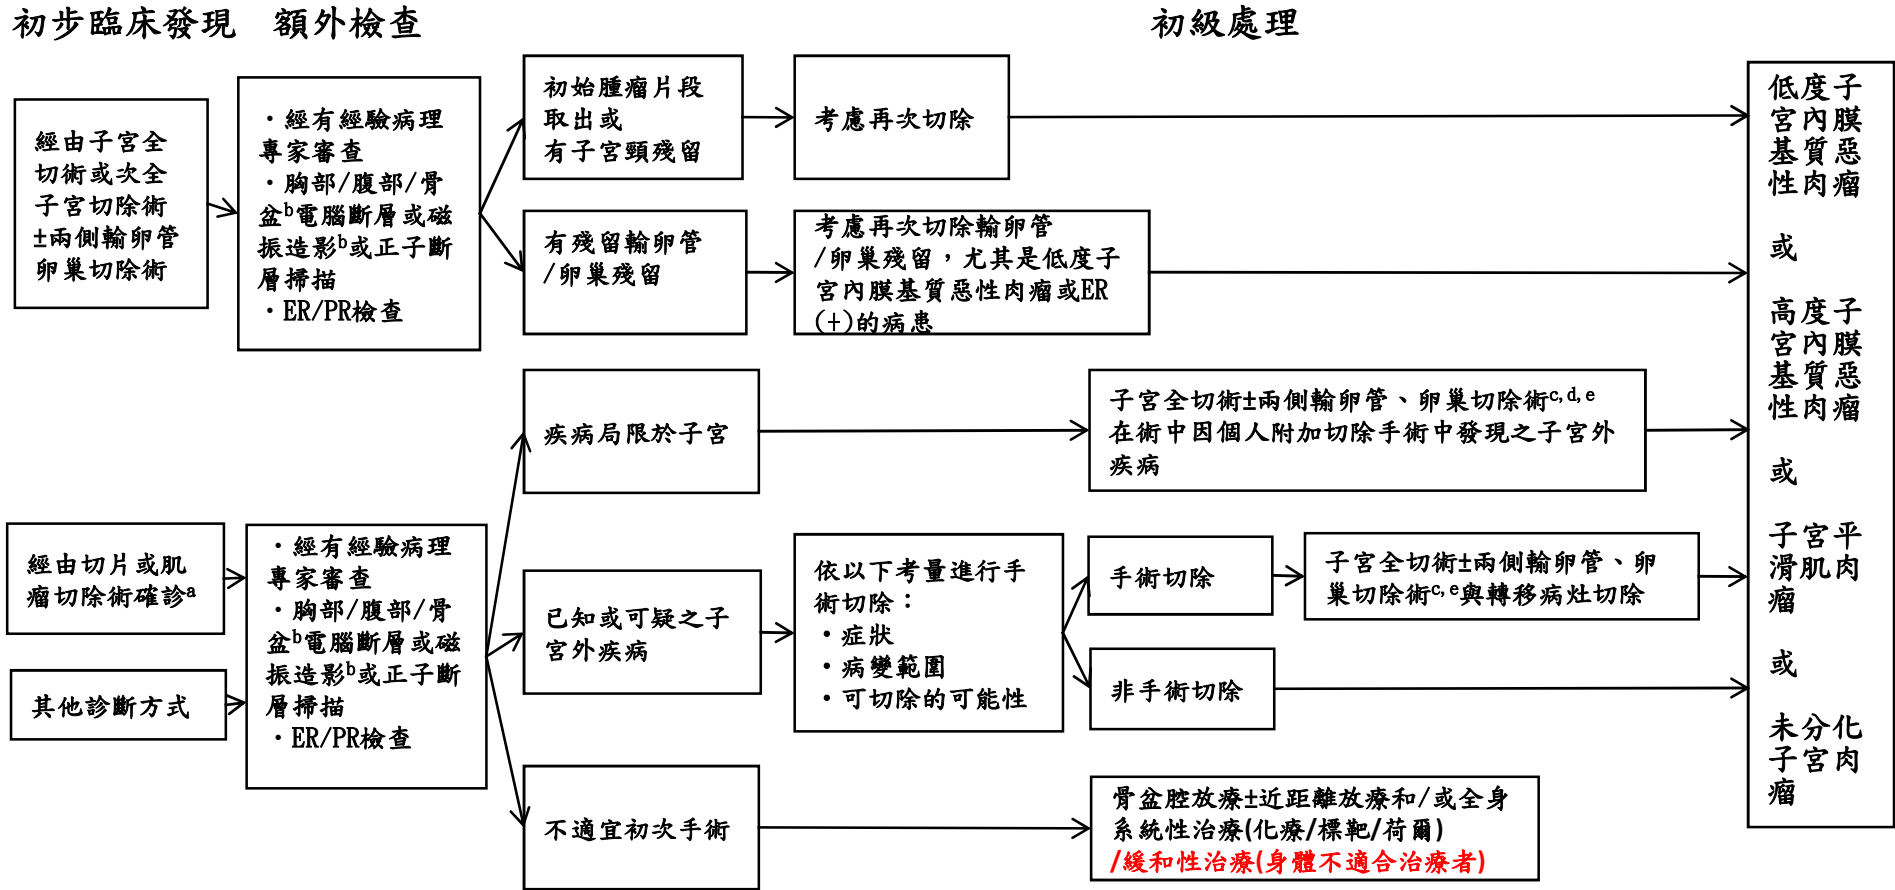 初步臨床發現 額外檢查 初級處理
經由子宮全
切術或次全
子宮切除術
±兩側輸卵管
卵巢切除術
・經有經驗病理
專家審查
・胸部/腹部/骨
盆b電腦斷層或磁
振造影b或正子斷
層掃描
・ER/PR檢查
初始腫瘤片段
取出或
有子宮頸殘留
考慮再次切除
有殘留輸卵管
/卵巢殘留
考慮再次切除輸卵管
/卵巢殘留，尤其是低度子
宮內膜基質惡性肉瘤或ER
(+)的病患
經由切片或肌
瘤切除術確診a
其他診斷方式
・經有經驗病理
專家審查
・胸部/腹部/骨
盆b電腦斷層或磁
振造影b或正子斷
層掃描
・ER/PR檢查
疾病局限於子宮
子宮全切術±兩側輸卵管、卵巢切除術c,d,e
在術中因個人附加切除手術中發現之子宮外
疾病
已知或可疑之子
宮外疾病
依以下考量進行手
術切除：
・症狀
・病變範圍
・可切除的可能性
手術切除
子宮全切術±兩側輸卵管、卵
巢切除術c,e與轉移病灶切除
非手術切除
不適宜初次手術
骨盆腔放療±近距離放療和/或全身
系統性治療(化療/標靶/荷爾)
/緩和性治療(身體不適合治療者)
低度子
宮內膜
基質惡
性肉瘤
或
高度子
宮內膜
基質惡
性肉瘤
或
子宮平
滑肌肉
瘤
或
未分化
子宮肉
瘤